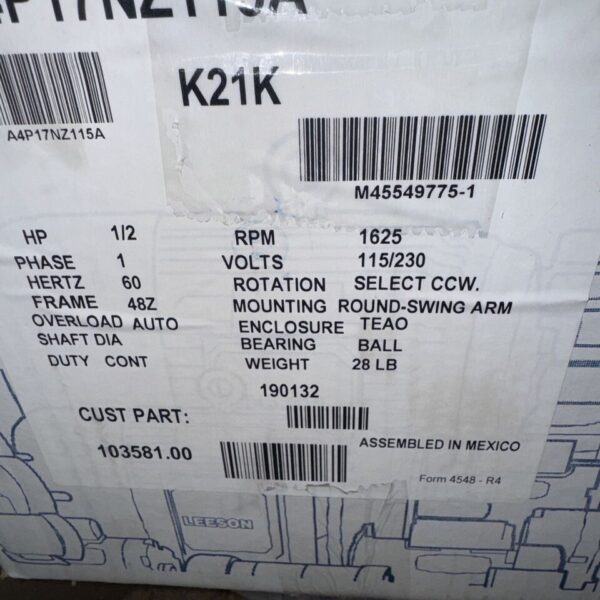 A4P17NZ115A
K21K
A4P17NZ115A
M45549775-1
HP 1/2 RPM 1625
PHASE 1 VOLTS 115/230
HERTZ 60 ROTATION SELECT CCW.
FRAME 48Z MOUNTING ROUND-SWING ARM
OVERLOAD AUTO ENCLOSURE TEAO
SHAFT DIA BEARING BALL
DUTY CONT WEIGHT 28 LB
190132
CUST PART:
103581.00 ASSEMBLED IN MEXICO
Form 4548 - R4
LEESON